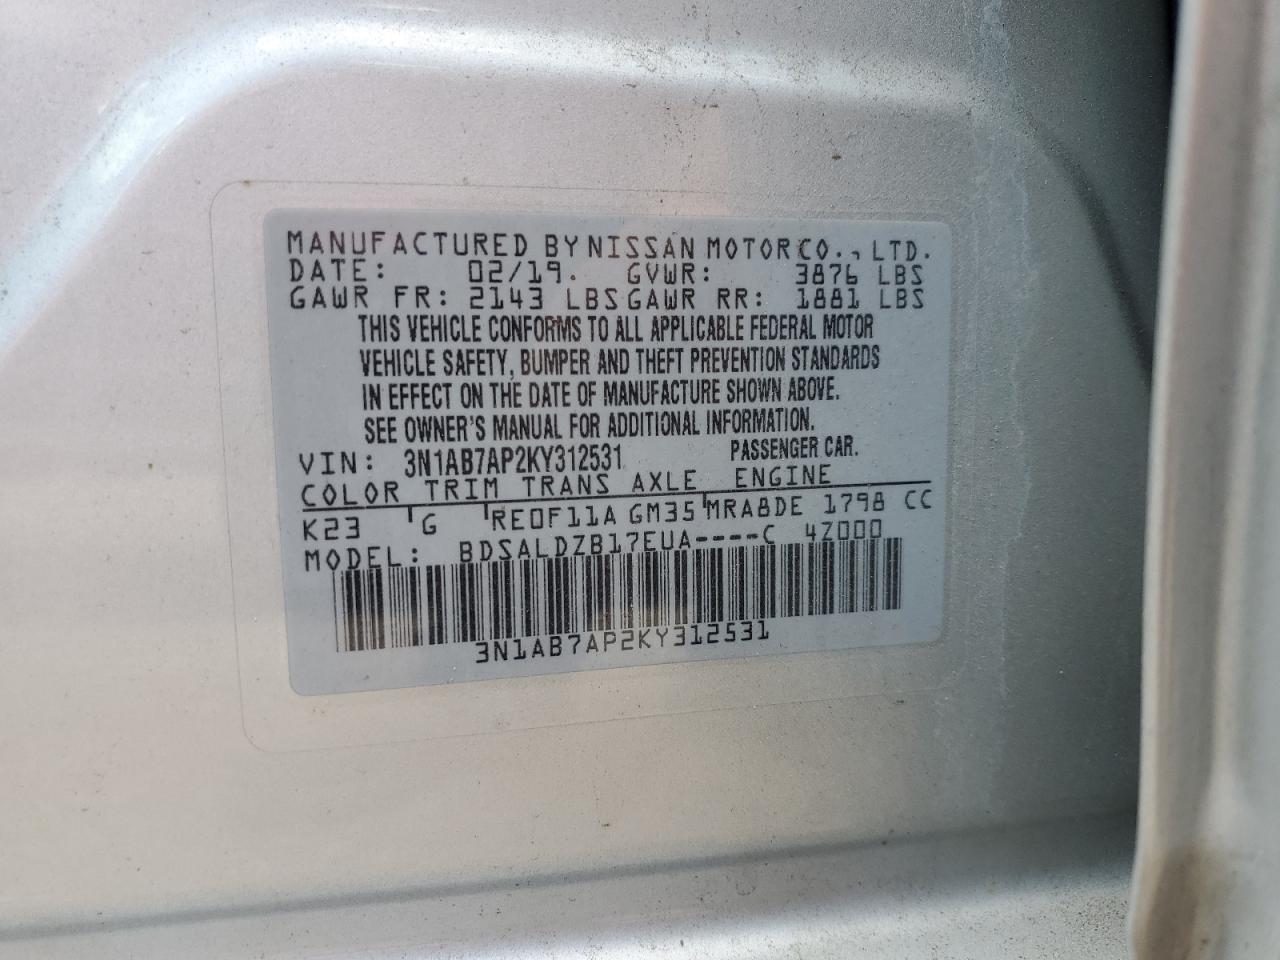 MANUFACTURED BY NISSAN MOTOR CO., LTD.
DATE: 02/19. GVWR: 3876 LBS
GAWR FR: 2143 LBS GAWR RR: 1881 LBS
THIS VEHICLE CONFORMS TO ALL APPLICABLE FEDERAL MOTOR
VEHICLE SAFETY, BUMPER AND THEFT PREVENTION STANDARDS
IN EFFECT ON THE DATE OF MANUFACTURE SHOWN ABOVE.
SEE OWNER'S MANUAL FOR ADDITIONAL INFORMATION.
VIN: 3N1AB7AP2KY312531 PASSENGER CAR.
COLOR TRIM TRANS AXLE ENGINE
K23 G RE0F11A GM35 MRA8DE 1798 CC
MODEL: BDSALDZB17EUA----C 4Z000
3N1AB7AP2KY312531